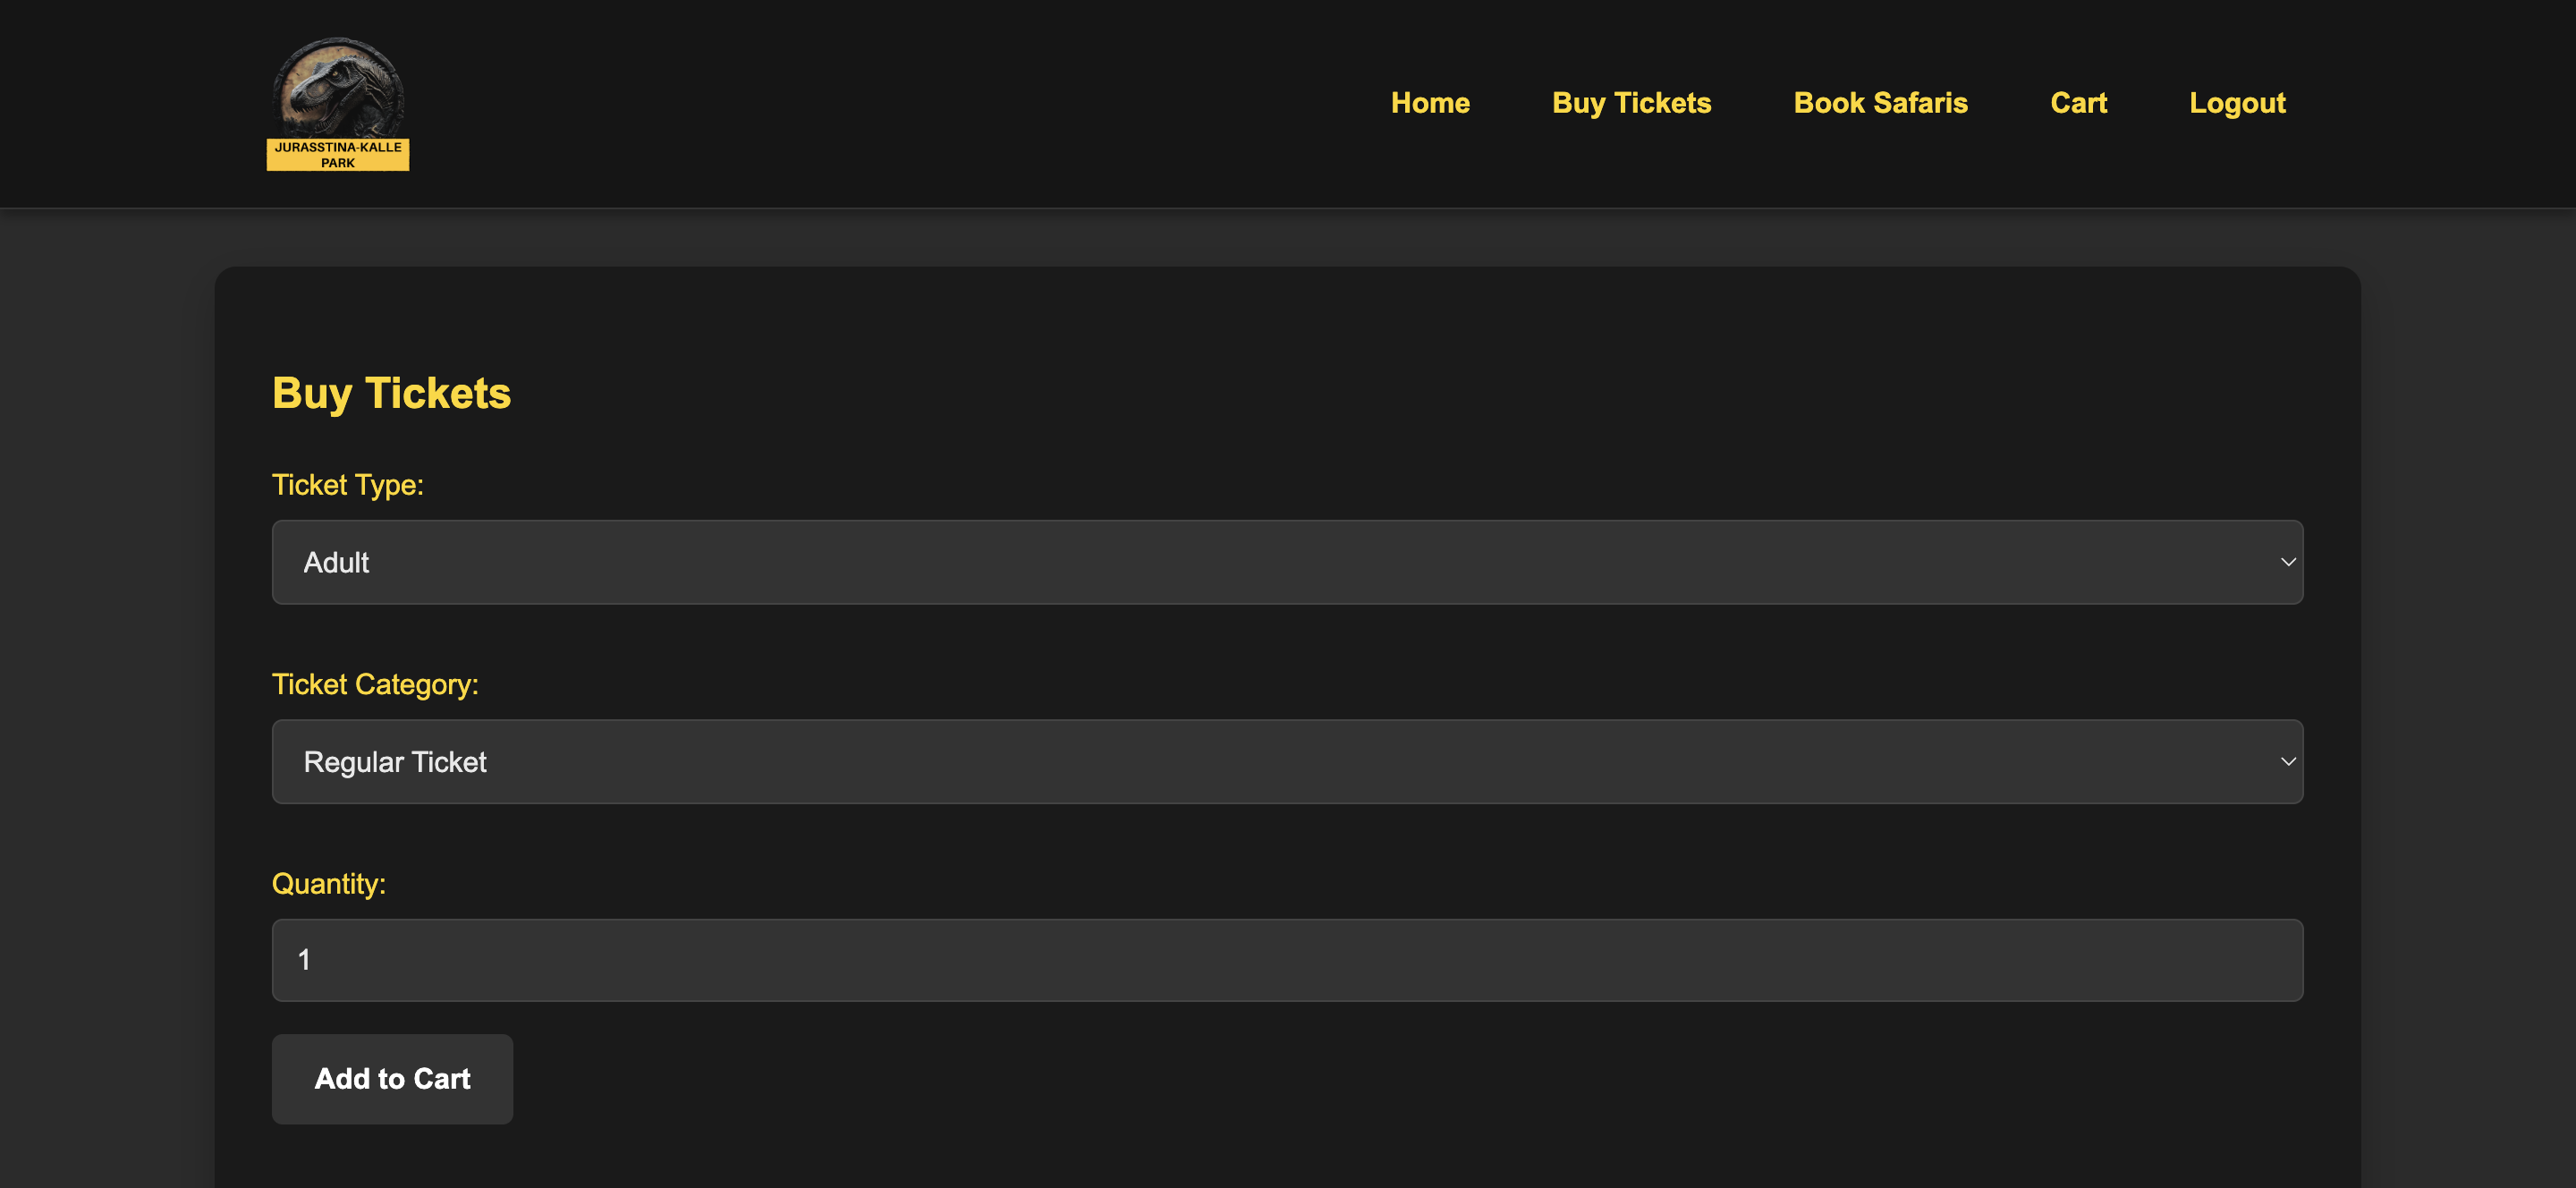 JURASSTINA-KALLE
PARK
Home Buy Tickets Book Safaris Cart Logout
Buy Tickets
Ticket Type:
Adult
Ticket Category:
Regular Ticket
Quantity:
1
Add to Cart